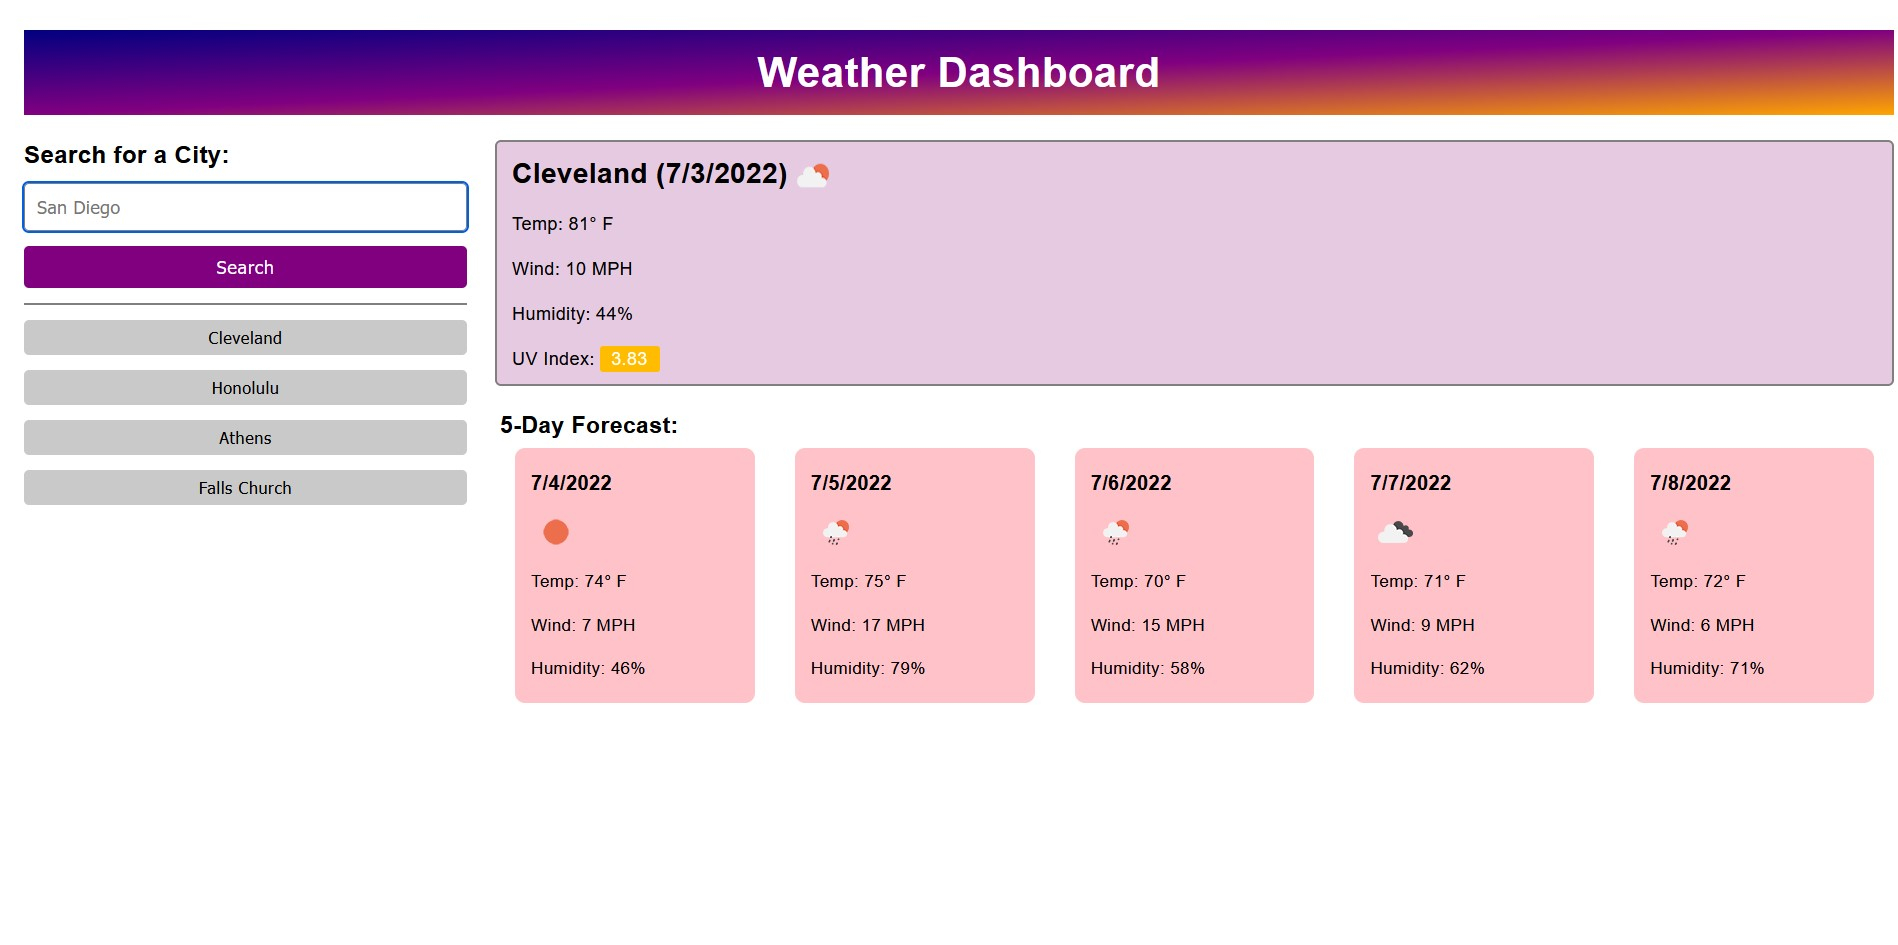 Weather Dashboard
Search for a City:
San Diego
Search
Cleveland
Honolulu
Athens
Falls Church
Cleveland (7/3/2022)
Temp: 81° F
Wind: 10 MPH
Humidity: 44%
UV Index: 3.83
5-Day Forecast:
7/4/2022
Temp: 74° F
Wind: 7 MPH
Humidity: 46%
7/5/2022
Temp: 75° F
Wind: 17 MPH
Humidity: 79%
7/6/2022
Temp: 70° F
Wind: 15 MPH
Humidity: 58%
7/7/2022
Temp: 71° F
Wind: 9 MPH
Humidity: 62%
7/8/2022
Temp: 72° F
Wind: 6 MPH
Humidity: 71%